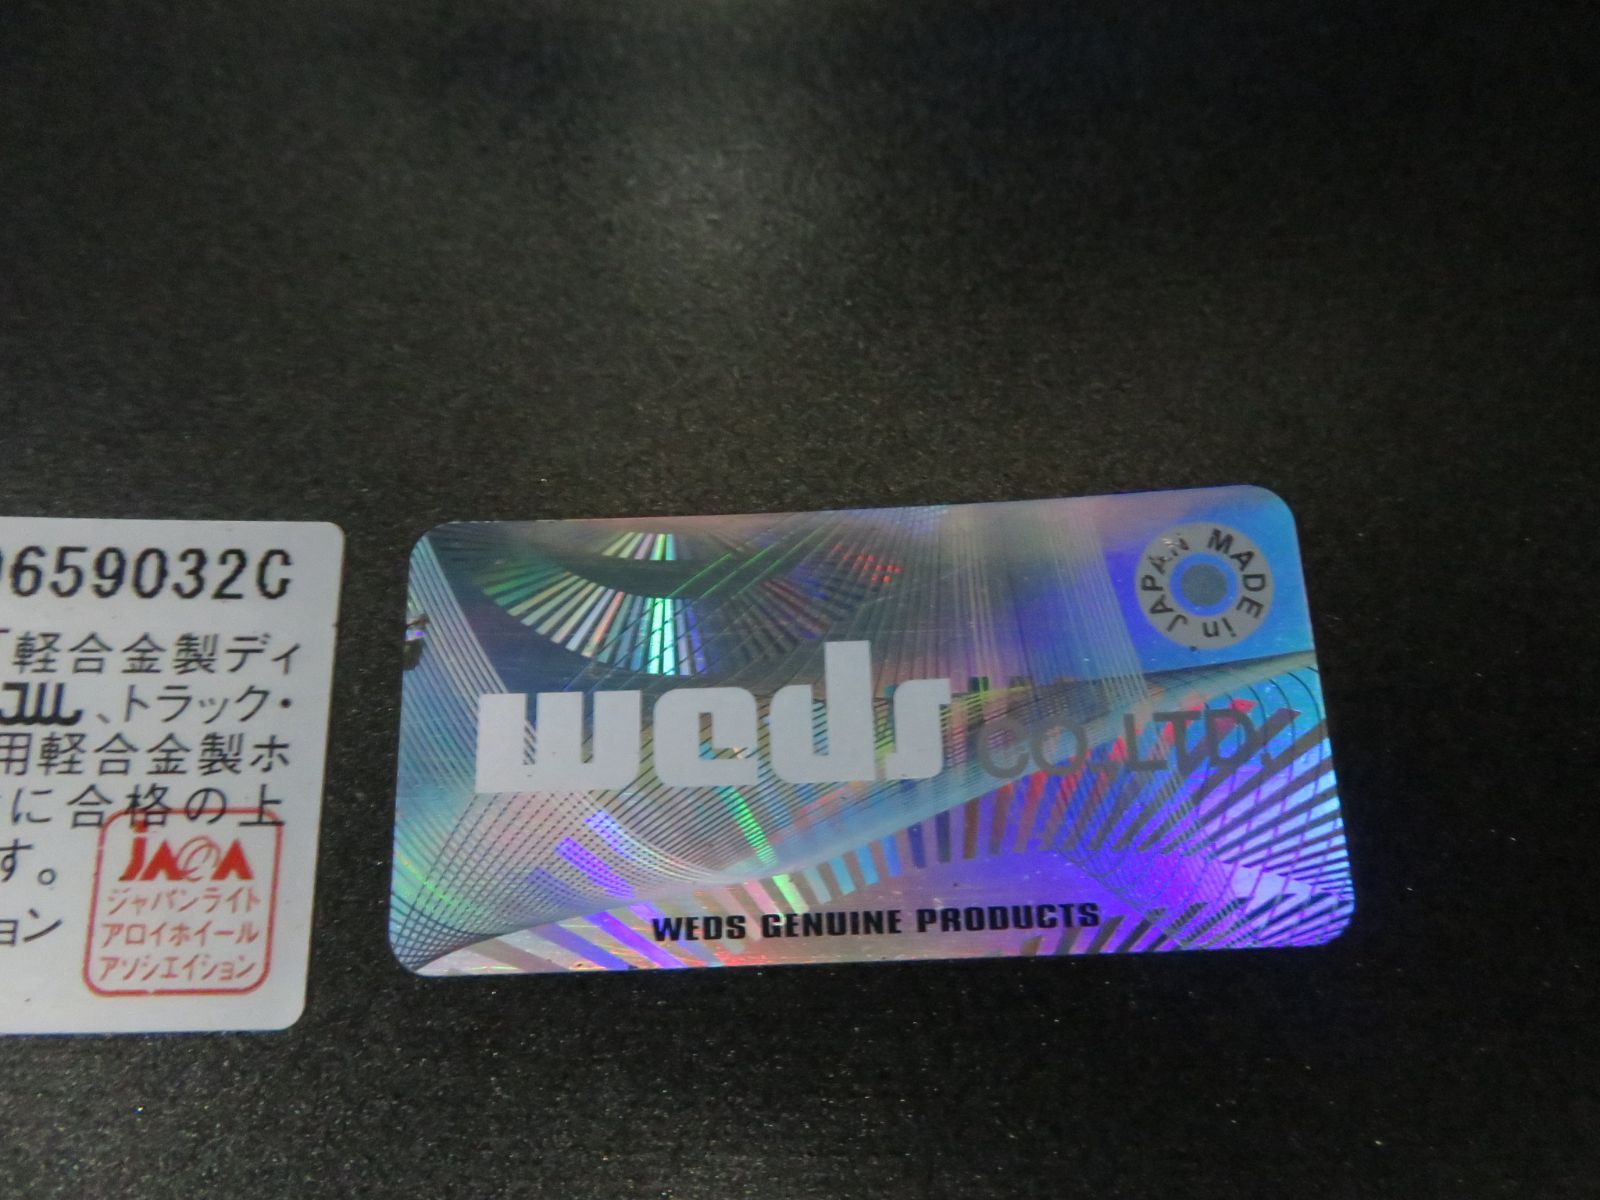 0659032C
「軽合金製ディ
JWL、トラック・
用軽合金製ホ
に合格の上
す。
ョン
JAWA
ジャパンライト
アロイホイール
アソシエイション
MADE in JAPAN
weds CO.,LTD.
WEDS GENUINE PRODUCTS